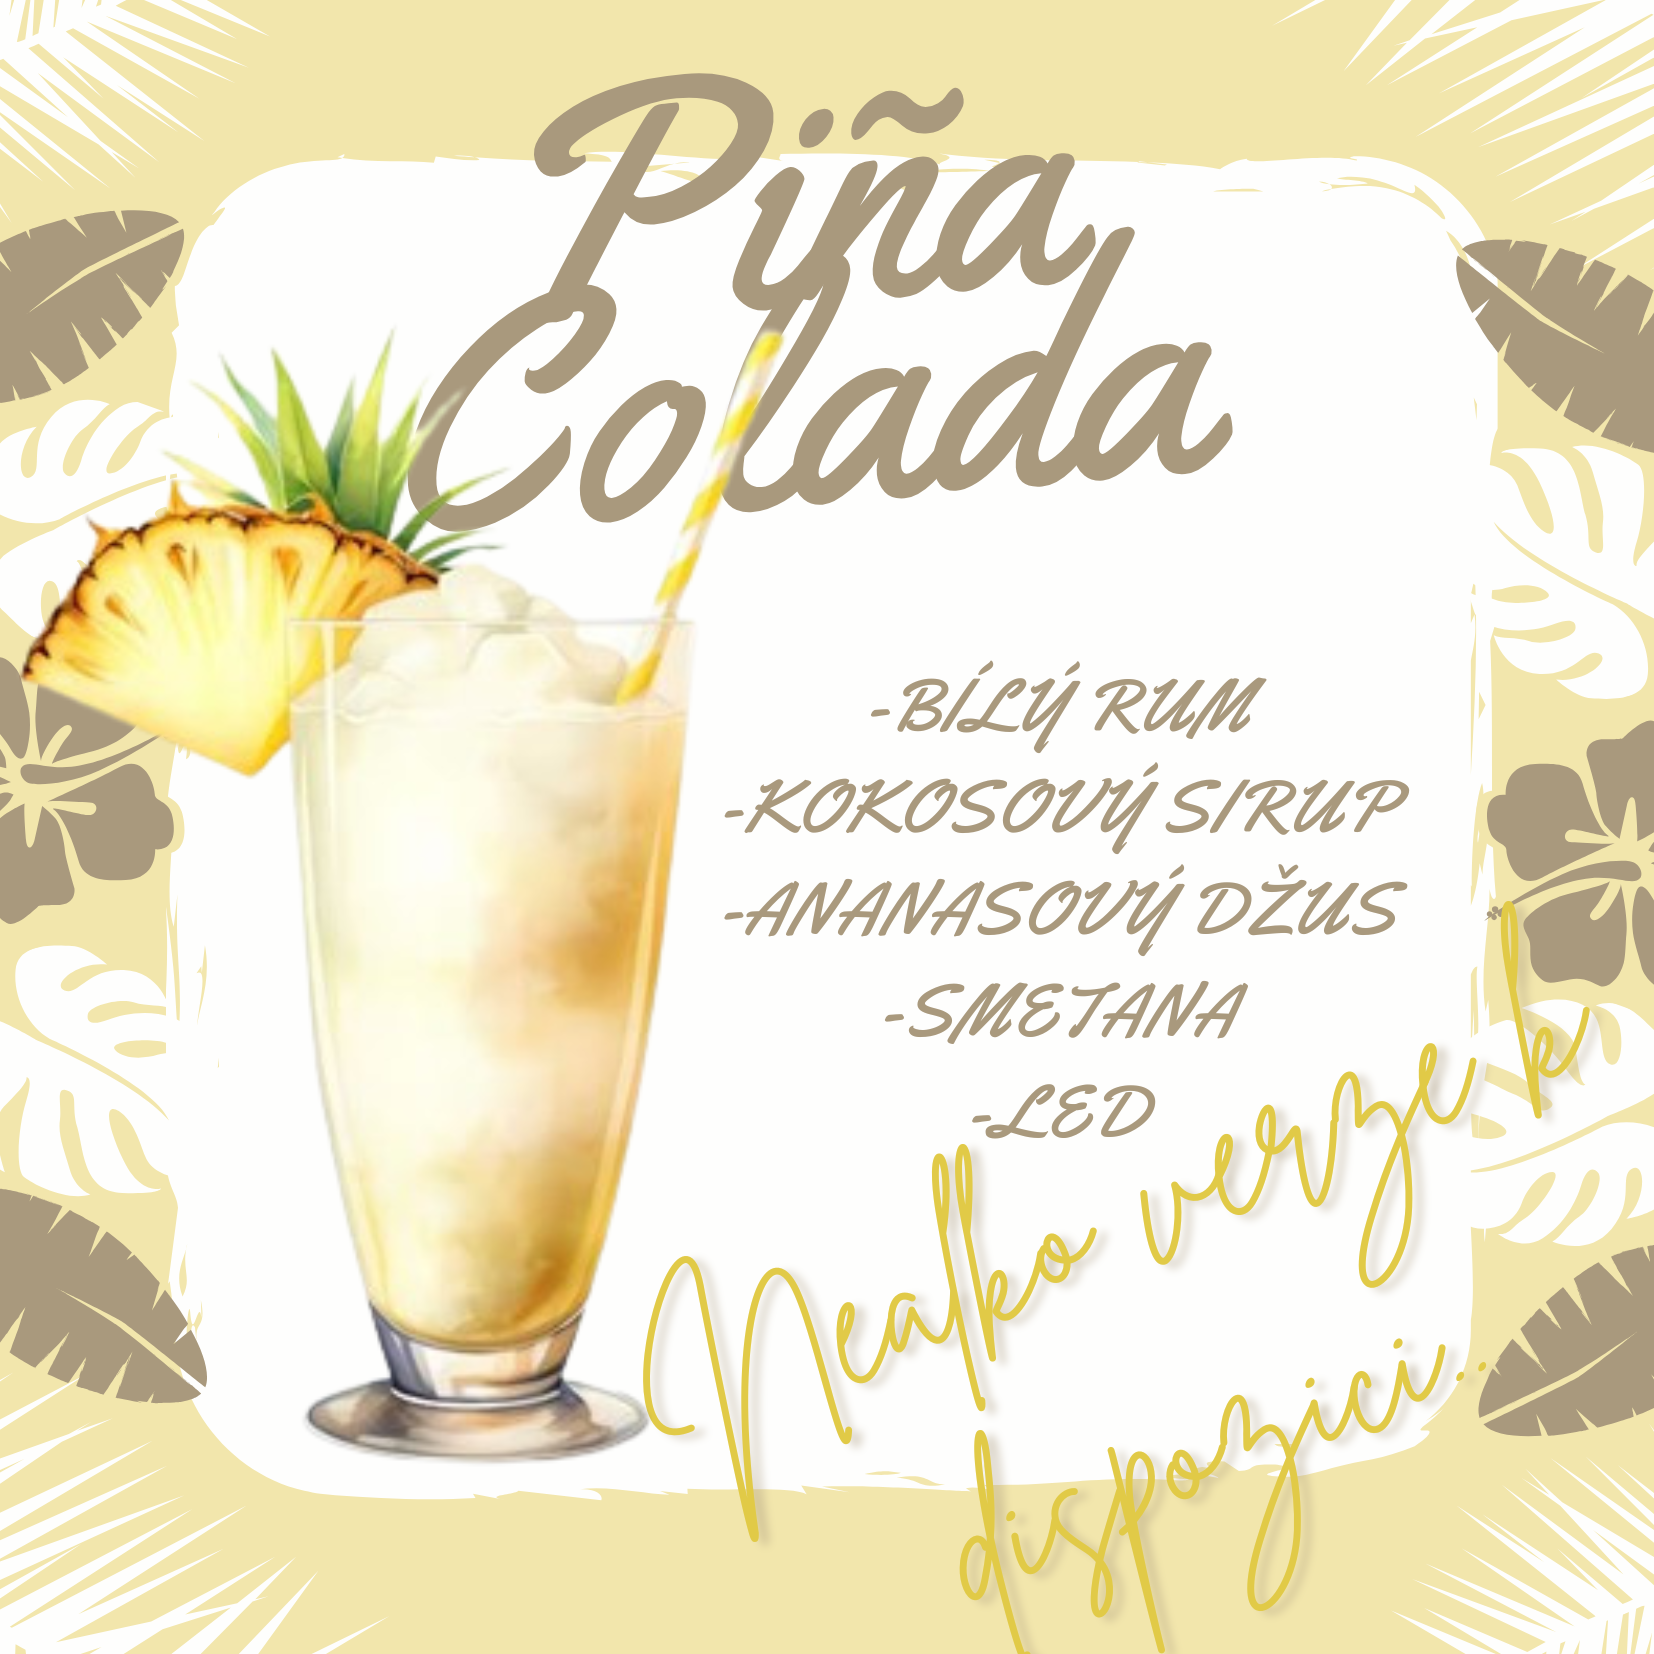 Piña
Colada
-BÍLÝ RUM
-KOKOSOVÝ SIRUP
-ANANASOVÝ DŽUS
-SMETANA
-LED
Nealko verze k
dispozici...